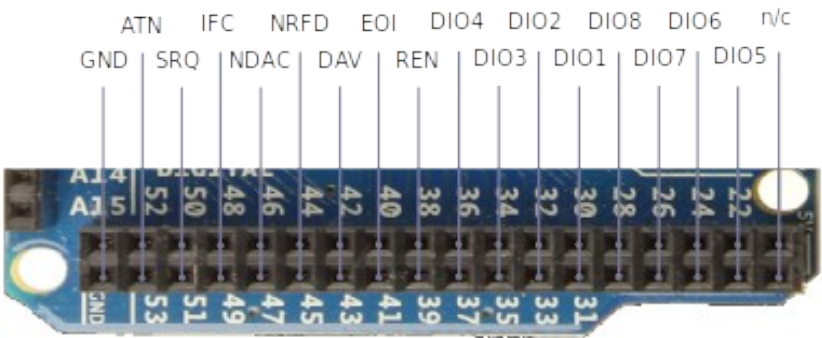 ATN IFC NRFD EOI DIO4 DIO2 DIO8 DIO6 n/c
GND SRQ NDAC DAV REN DIO3 DIO1 DIO7 DIO5
A14 DIGITAL
A15 52 50 48 46 44 42 40 38 36 34 32 30 28 26 24 22
GND 53 51 49 47 45 43 41 39 37 35 33 31